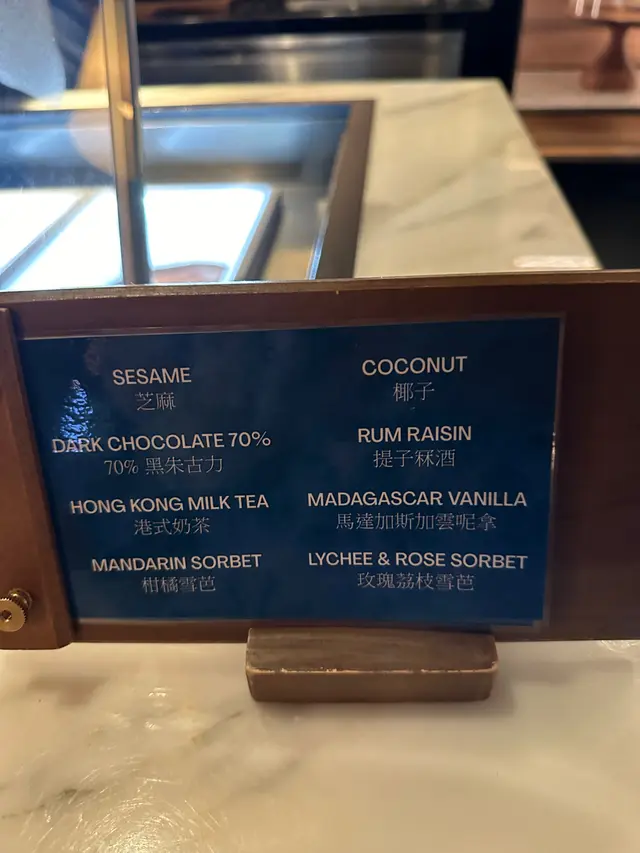 SESAME
芝麻
DARK CHOCOLATE 70%
70% 黑朱古力
HONG KONG MILK TEA
港式奶茶
MANDARIN SORBET
柑橘雪芭
COCONUT
椰子
RUM RAISIN
提子冧酒
MADAGASCAR VANILLA
馬達加斯加雲呢拿
LYCHEE & ROSE SORBET
玫瑰荔枝雪芭